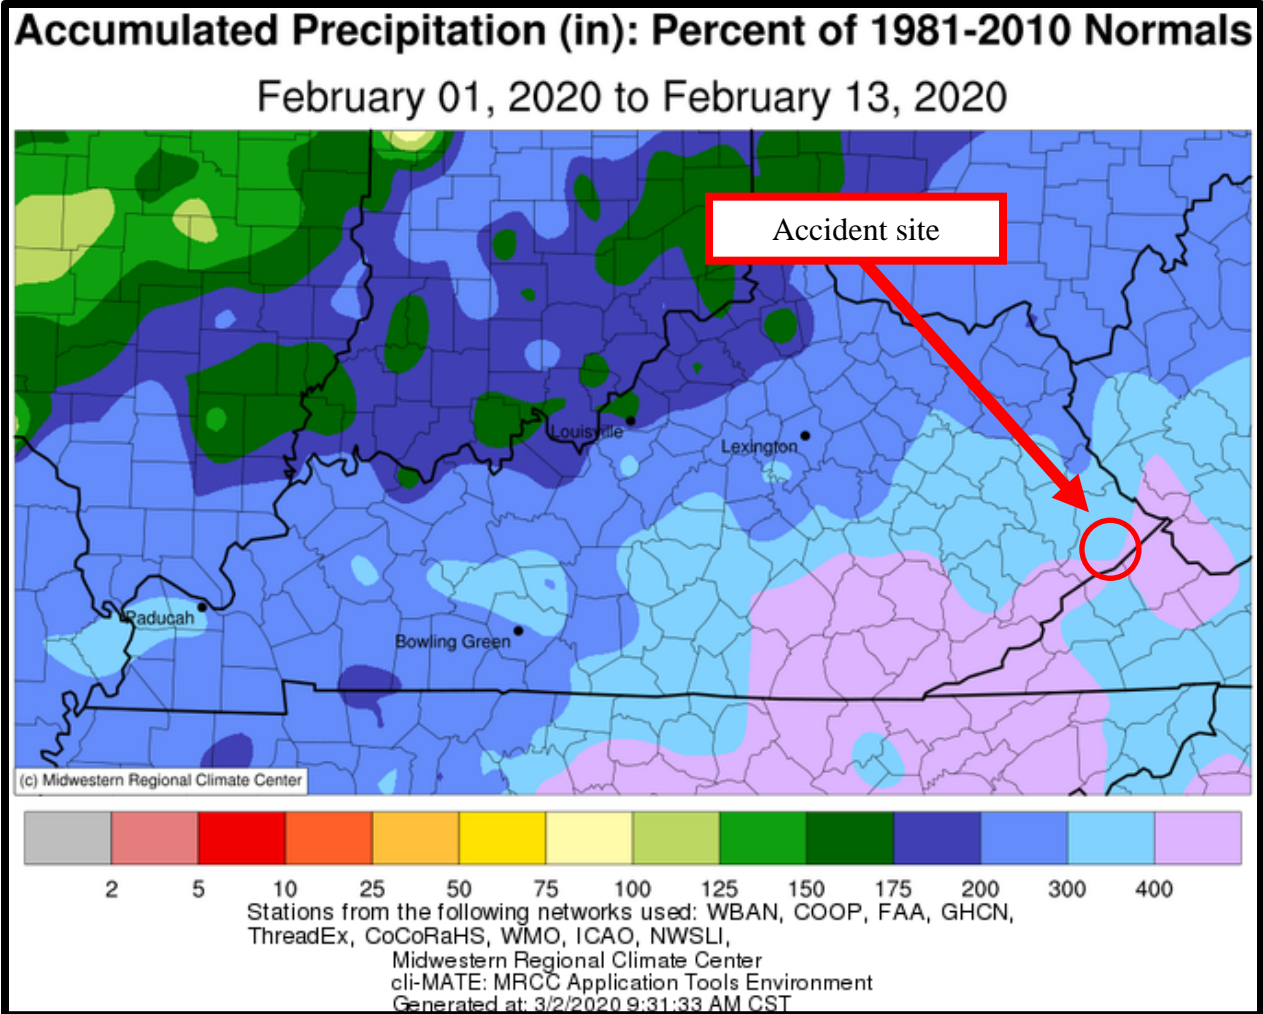 Accumulated Precipitation (in): Percent of 1981-2010 Normals
February 01, 2020 to February 13, 2020
Accident site
Louisville
Lexington
Paducah
Bowling Green
(c) Midwestern Regional Climate Center
2 5 10 25 50 75 100 125 150 175 200 300 400
Stations from the following networks used: WBAN, COOP, FAA, GHCN,
ThreadEx, CoCoRaHS, WMO, ICAO, NWSLI,
Midwestern Regional Climate Center
cli-MATE: MRCC Application Tools Environment
Generated at: 3/2/2020 9:31:33 AM CST